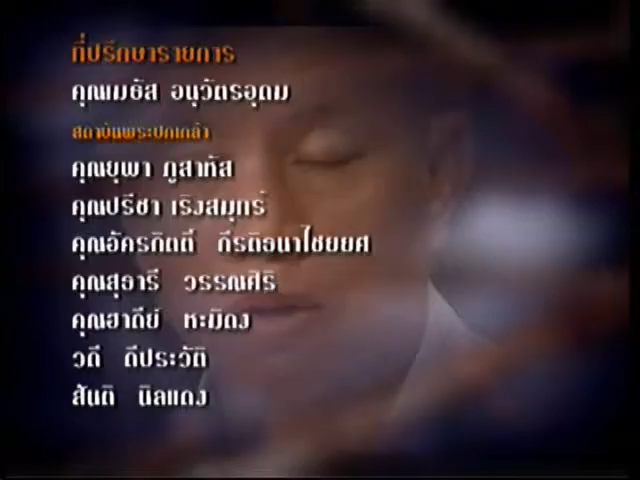 ที่ปรึกษารายการ
คุณเมธัส อนุวัตรอุดม
สถาบันพระปกเกล้า
คุณยุพา ภูสาหัส
คุณปรีชา เริงสมุทร์
คุณอัครกิตติ์ กีรติธนาไชยยศ
คุณสุธารี วรรณศิริ
คุณฮาดีย์ หะมิดง
วดี ดีประวัติ
สันติ นิลแดง